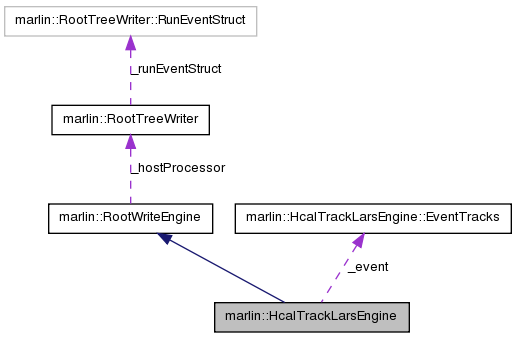 marlin::RootTreeWriter::RunEventStruct
_runEventStruct
marlin::RootTreeWriter
_hostProcessor
marlin::RootWriteEngine
marlin::HcalTrackLarsEngine::EventTracks
_event
marlin::HcalTrackLarsEngine